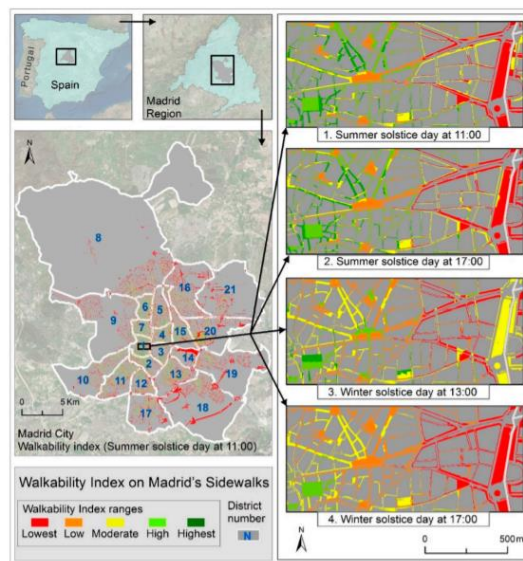 Portugal
Spain
Madrid
Region
N
8
21
16
6
5
9
7
4
15
20
1
3
14
2
10
11
12
13
19
17
18
0 5 Km
Madrid City
Walkability index (Summer solstice day at 11:00)
Walkability Index on Madrid's Sidewalks
Walkability Index ranges
Lowest Low Moderate High Highest
District
number
N
1. Summer solstice day at 11:00
2. Summer solstice day at 17:00
3. Winter solstice day at 13:00
4. Winter solstice day at 17:00
N
0 500 m